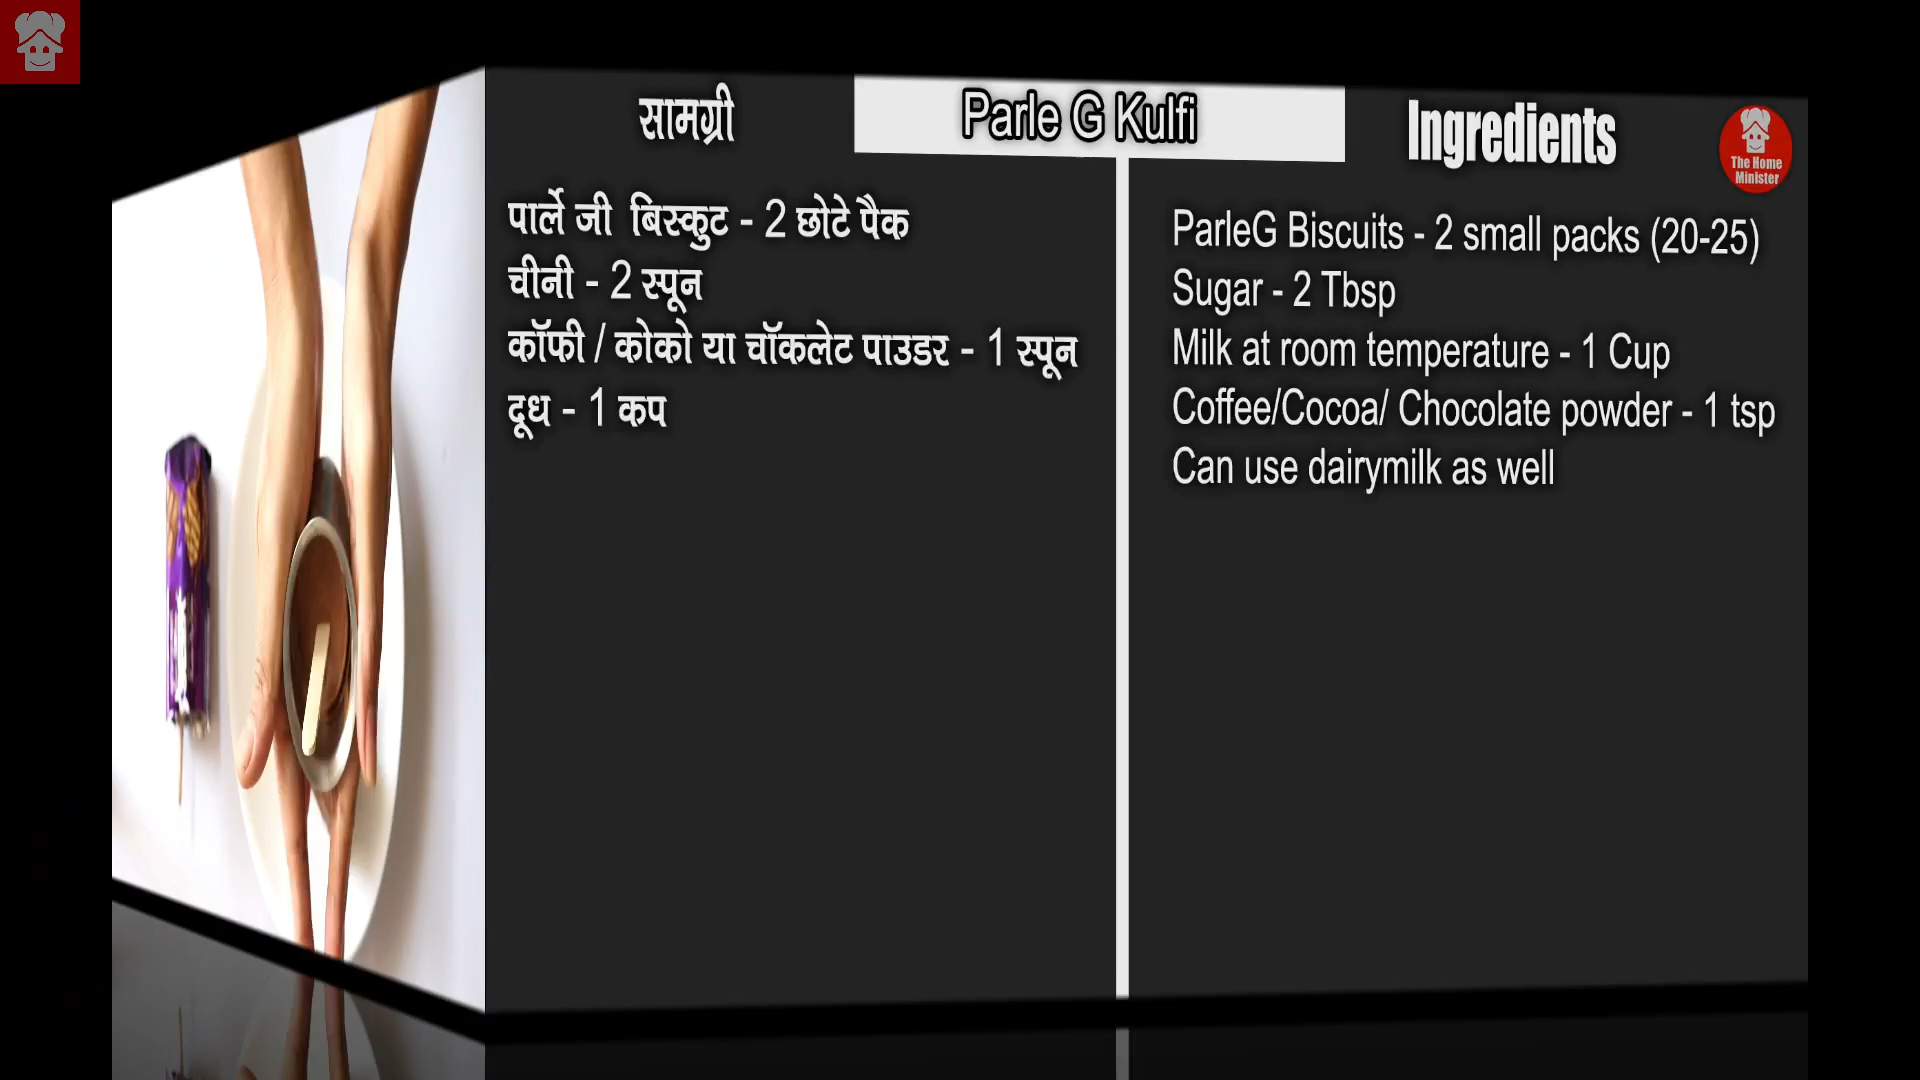 सामग्री
Parle G Kulfi
Ingredients
The Home
Minister
पार्ले जी बिस्कुट - 2 छोटे पैक
चीनी - 2 स्पून
कॉफी / कोको या चॉकलेट पाउडर - 1 स्पून
दूध - 1 कप
ParleG Biscuits - 2 small packs (20-25)
Sugar - 2 Tbsp
Milk at room temperature - 1 Cup
Coffee/Cocoa/ Chocolate powder - 1 tsp
Can use dairymilk as well